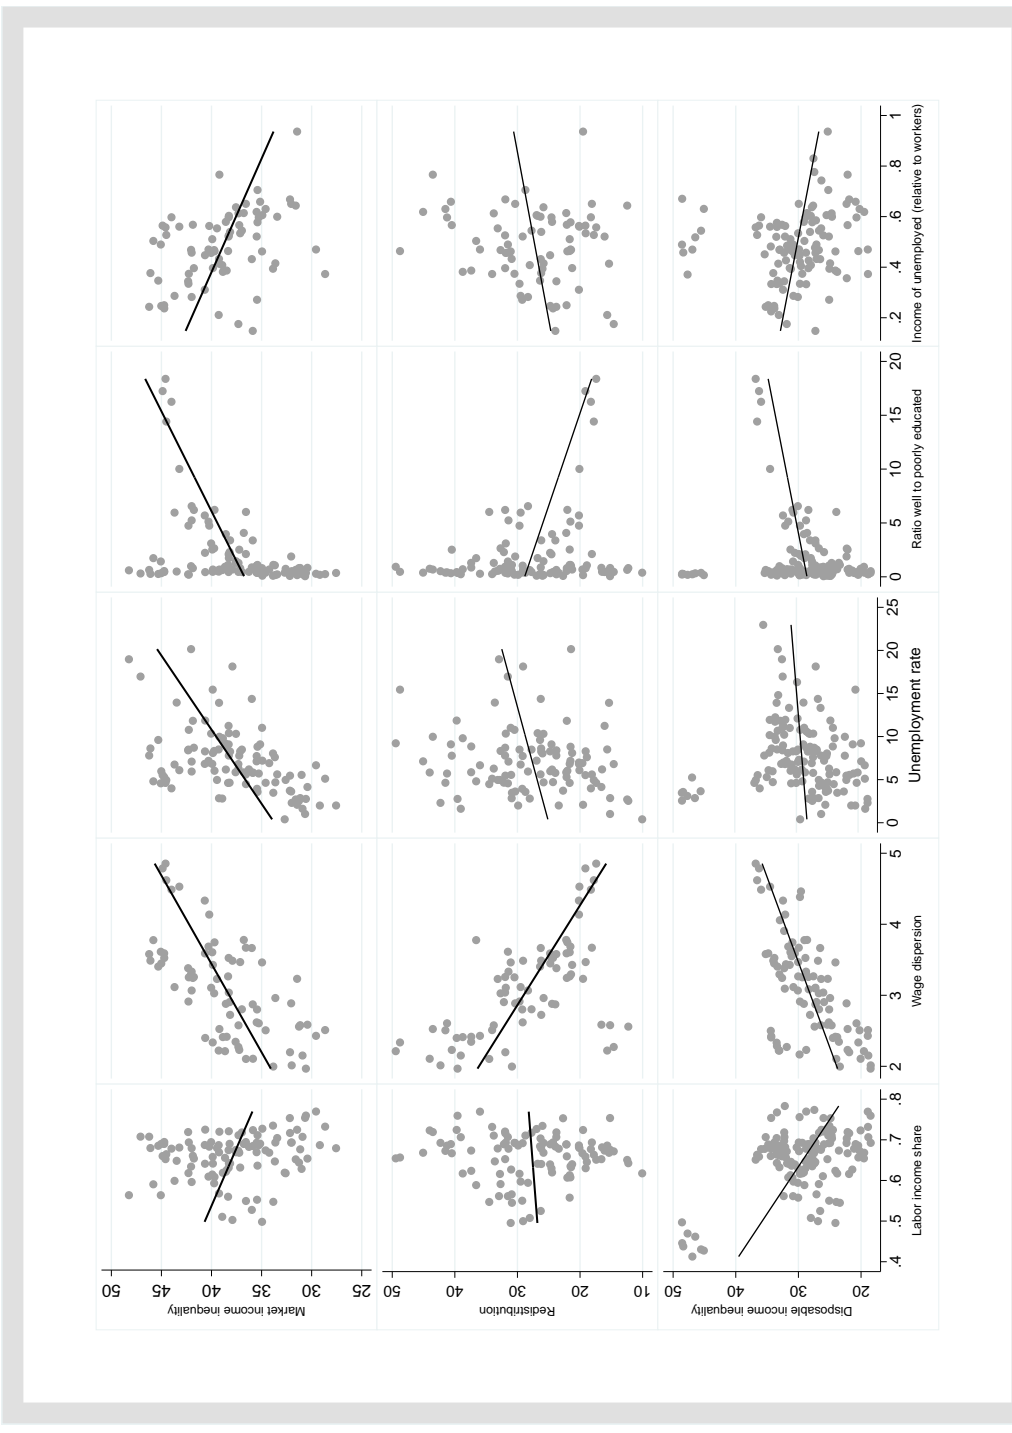 Market income inequality
25 30 35 40 45 50
Redistribution
10 20 30 40 50
Disposable income inequality
20 30 40 50
.4 .5 .6 .7 .8
Labor income share
2 3 4 5
Wage dispersion
0 5 10 15 20 25
Unemployment rate
0 5 10 15 20
Ratio well to poorly educated
.2 .4 .6 .8 1
Income of unemployed (relative to workers)